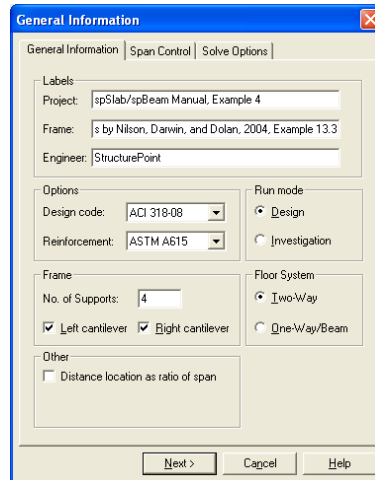 General Information
General Information Span Control Solve Options
Labels
Project: spSlab/spBeam Manual, Example 4
Frame: s by Nilson, Darwin, and Dolan, 2004, Example 13.3
Engineer: StructurePoint
Options
Design code: ACI 318-08
Reinforcement: ASTM A615
Run mode
Design
Investigation
Frame
No. of Supports: 4
Left cantilever Right cantilever
Floor System
Two-Way
One-Way/Beam
Other
Distance location as ratio of span
Next > Cancel Help